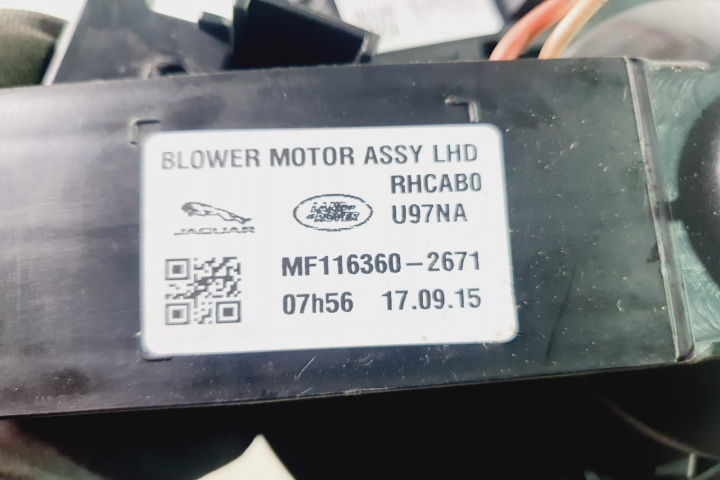 BLOWER MOTOR ASSY LHD
RHCAB0
U97NA
JAGUAR
LAND
ROVER
MF116360-2671
07h56 17.09.15